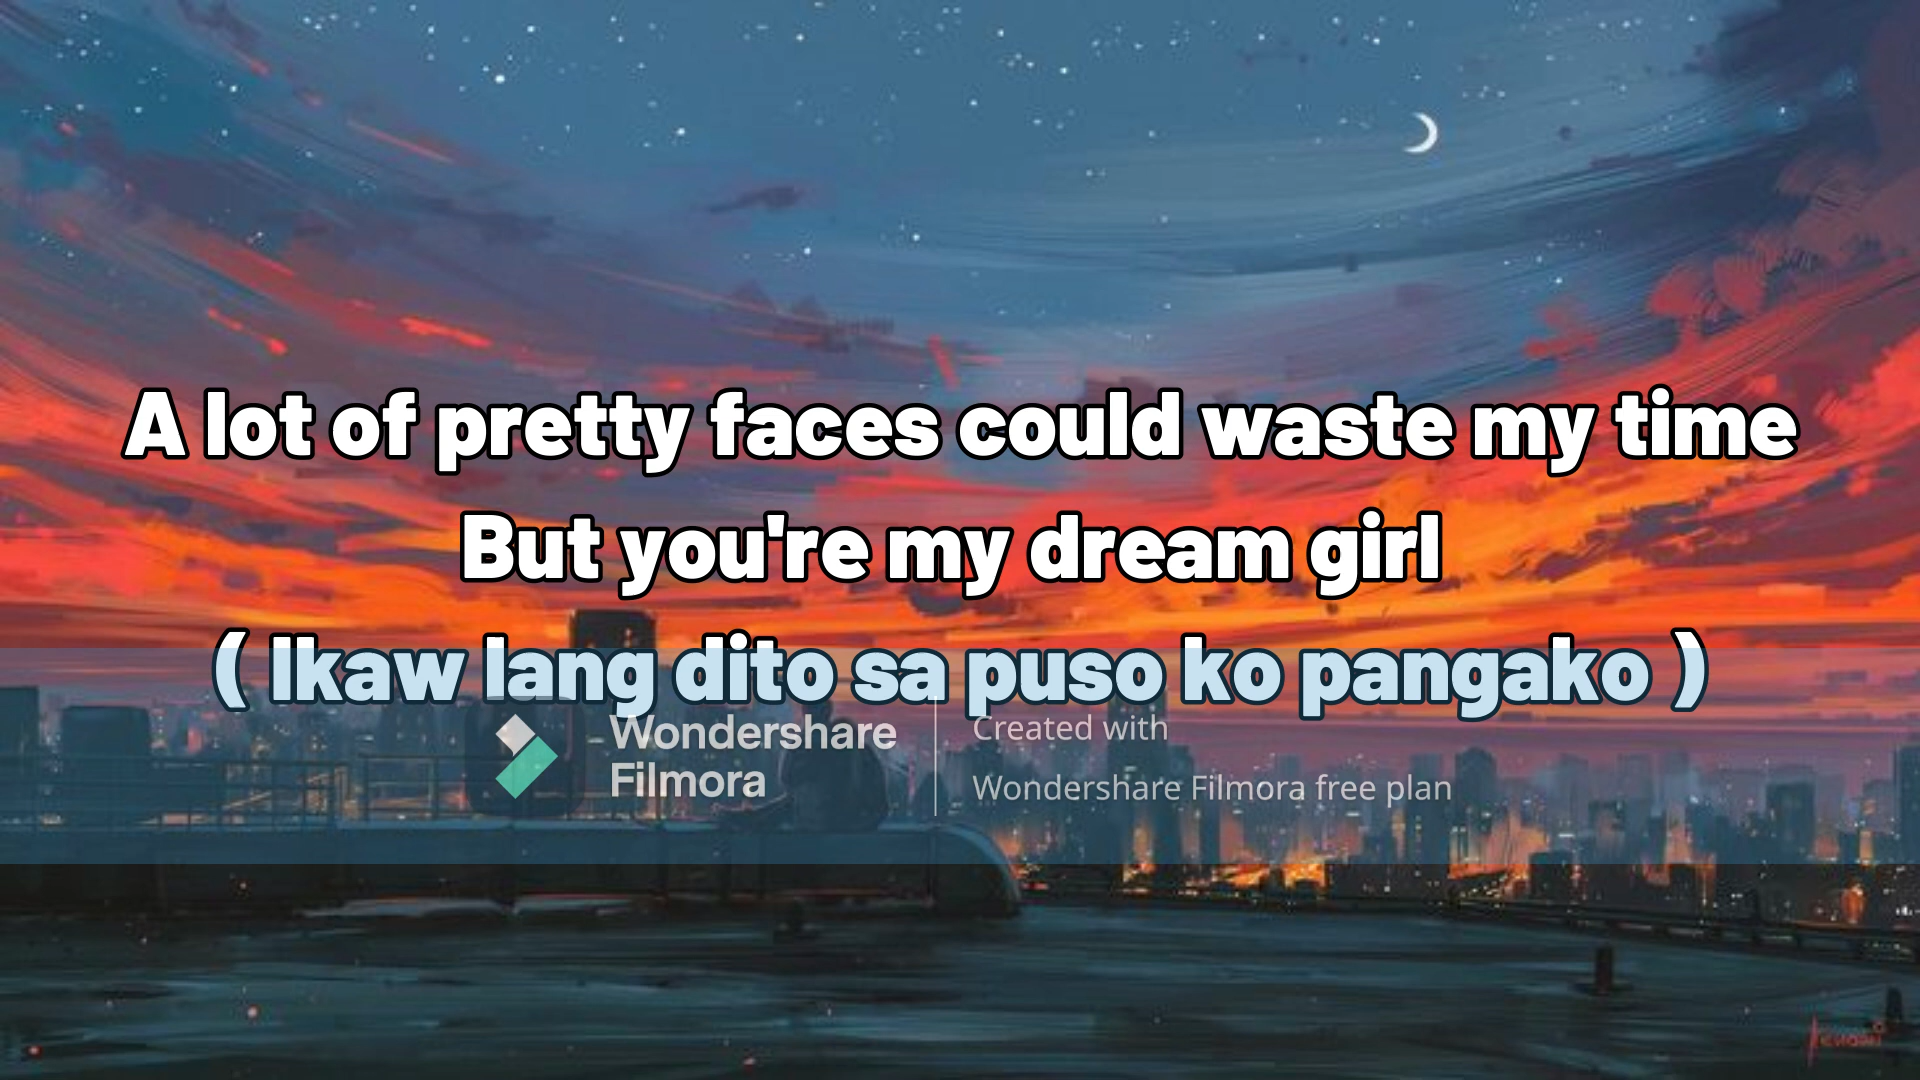 A lot of pretty faces could waste my time
But you're my dream girl
( Ikaw lang dito sa puso ko pangako )
Wondershare
Filmora
Created with
Wondershare Filmora free plan